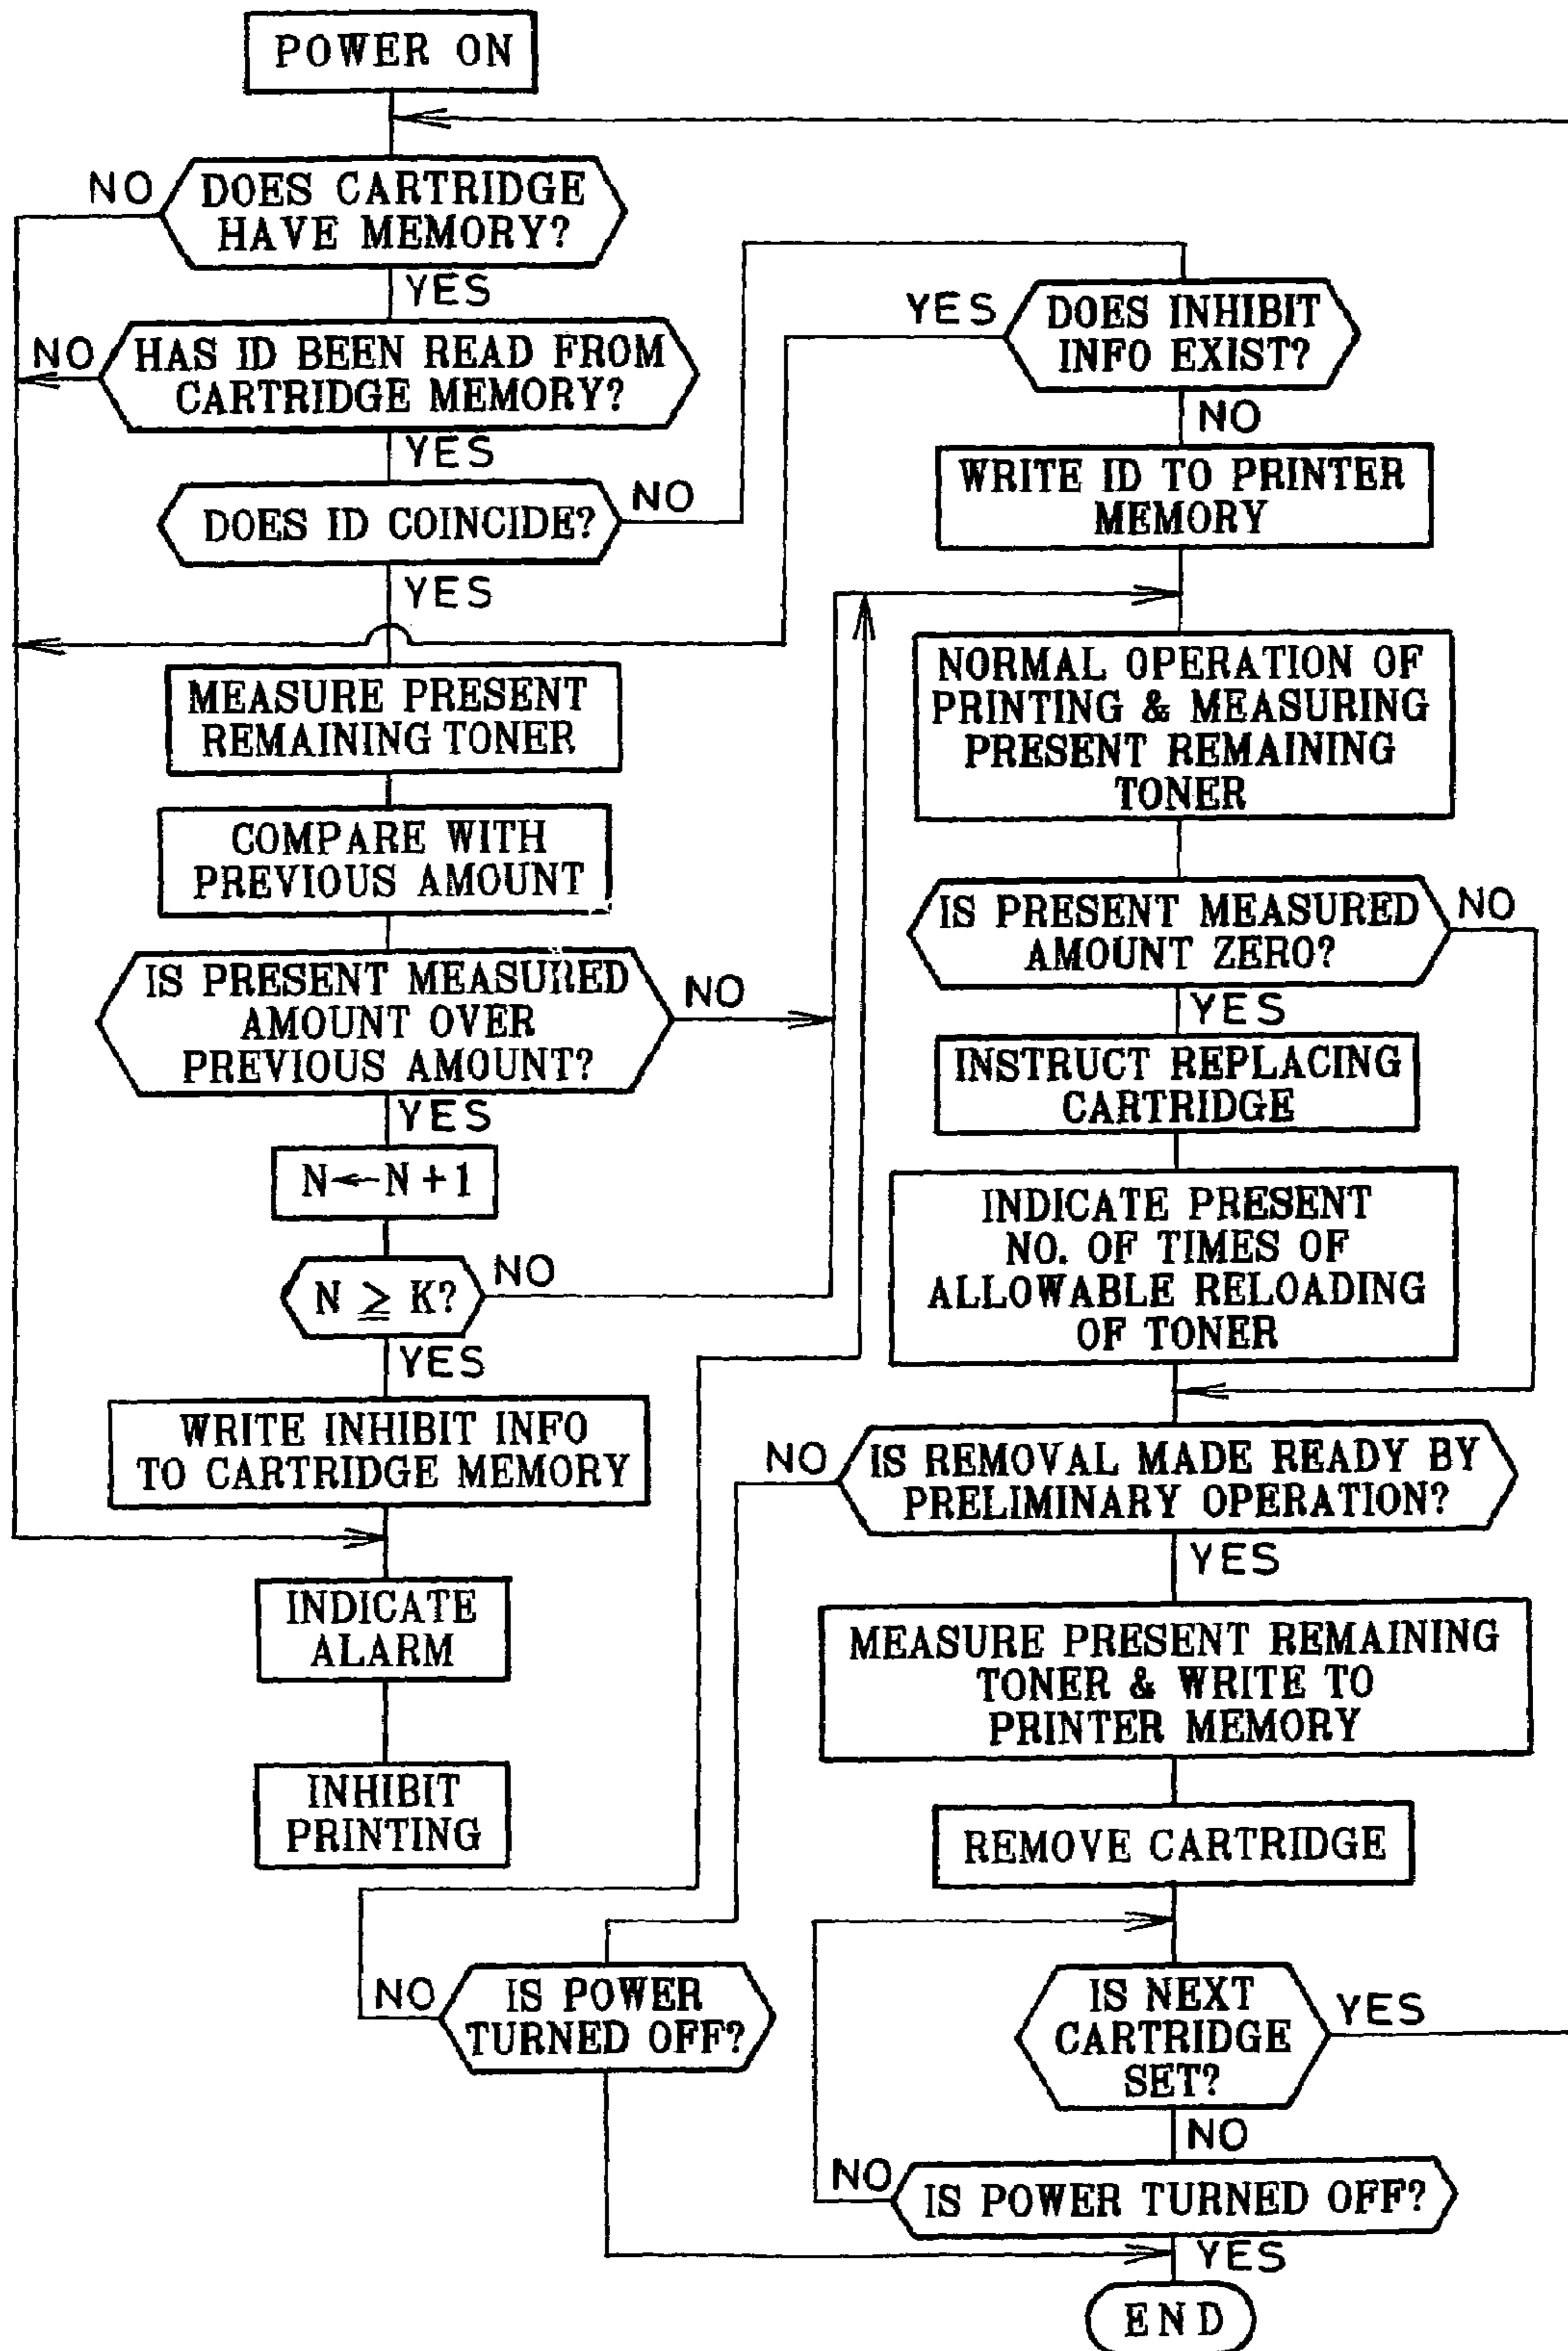 POWER ON
NO
DOES CARTRIDGE
HAVE MEMORY?
YES
NO
HAS ID BEEN READ FROM
CARTRIDGE MEMORY?
YES
DOES ID COINCIDE?
NO
YES
MEASURE PRESENT
REMAINING TONER
COMPARE WITH
PREVIOUS AMOUNT
IS PRESENT MEASURED
AMOUNT OVER
PREVIOUS AMOUNT?
NO
YES
N←N+1
N ≧ K?
NO
YES
WRITE INHIBIT INFO
TO CARTRIDGE MEMORY
INDICATE
ALARM
INHIBIT
PRINTING
NO
IS POWER
TURNED OFF?
YES
DOES INHIBIT
INFO EXIST?
NO
WRITE ID TO PRINTER
MEMORY
NORMAL OPERATION OF
PRINTING & MEASURING
PRESENT REMAINING
TONER
IS PRESENT MEASURED
AMOUNT ZERO?
NO
YES
INSTRUCT REPLACING
CARTRIDGE
INDICATE PRESENT
NO. OF TIMES OF
ALLOWABLE RELOADING
OF TONER
NO
IS REMOVAL MADE READY BY
PRELIMINARY OPERATION?
YES
MEASURE PRESENT REMAINING
TONER & WRITE TO
PRINTER MEMORY
REMOVE CARTRIDGE
IS NEXT
CARTRIDGE
SET?
YES
NO
NO
IS POWER TURNED OFF?
YES
END